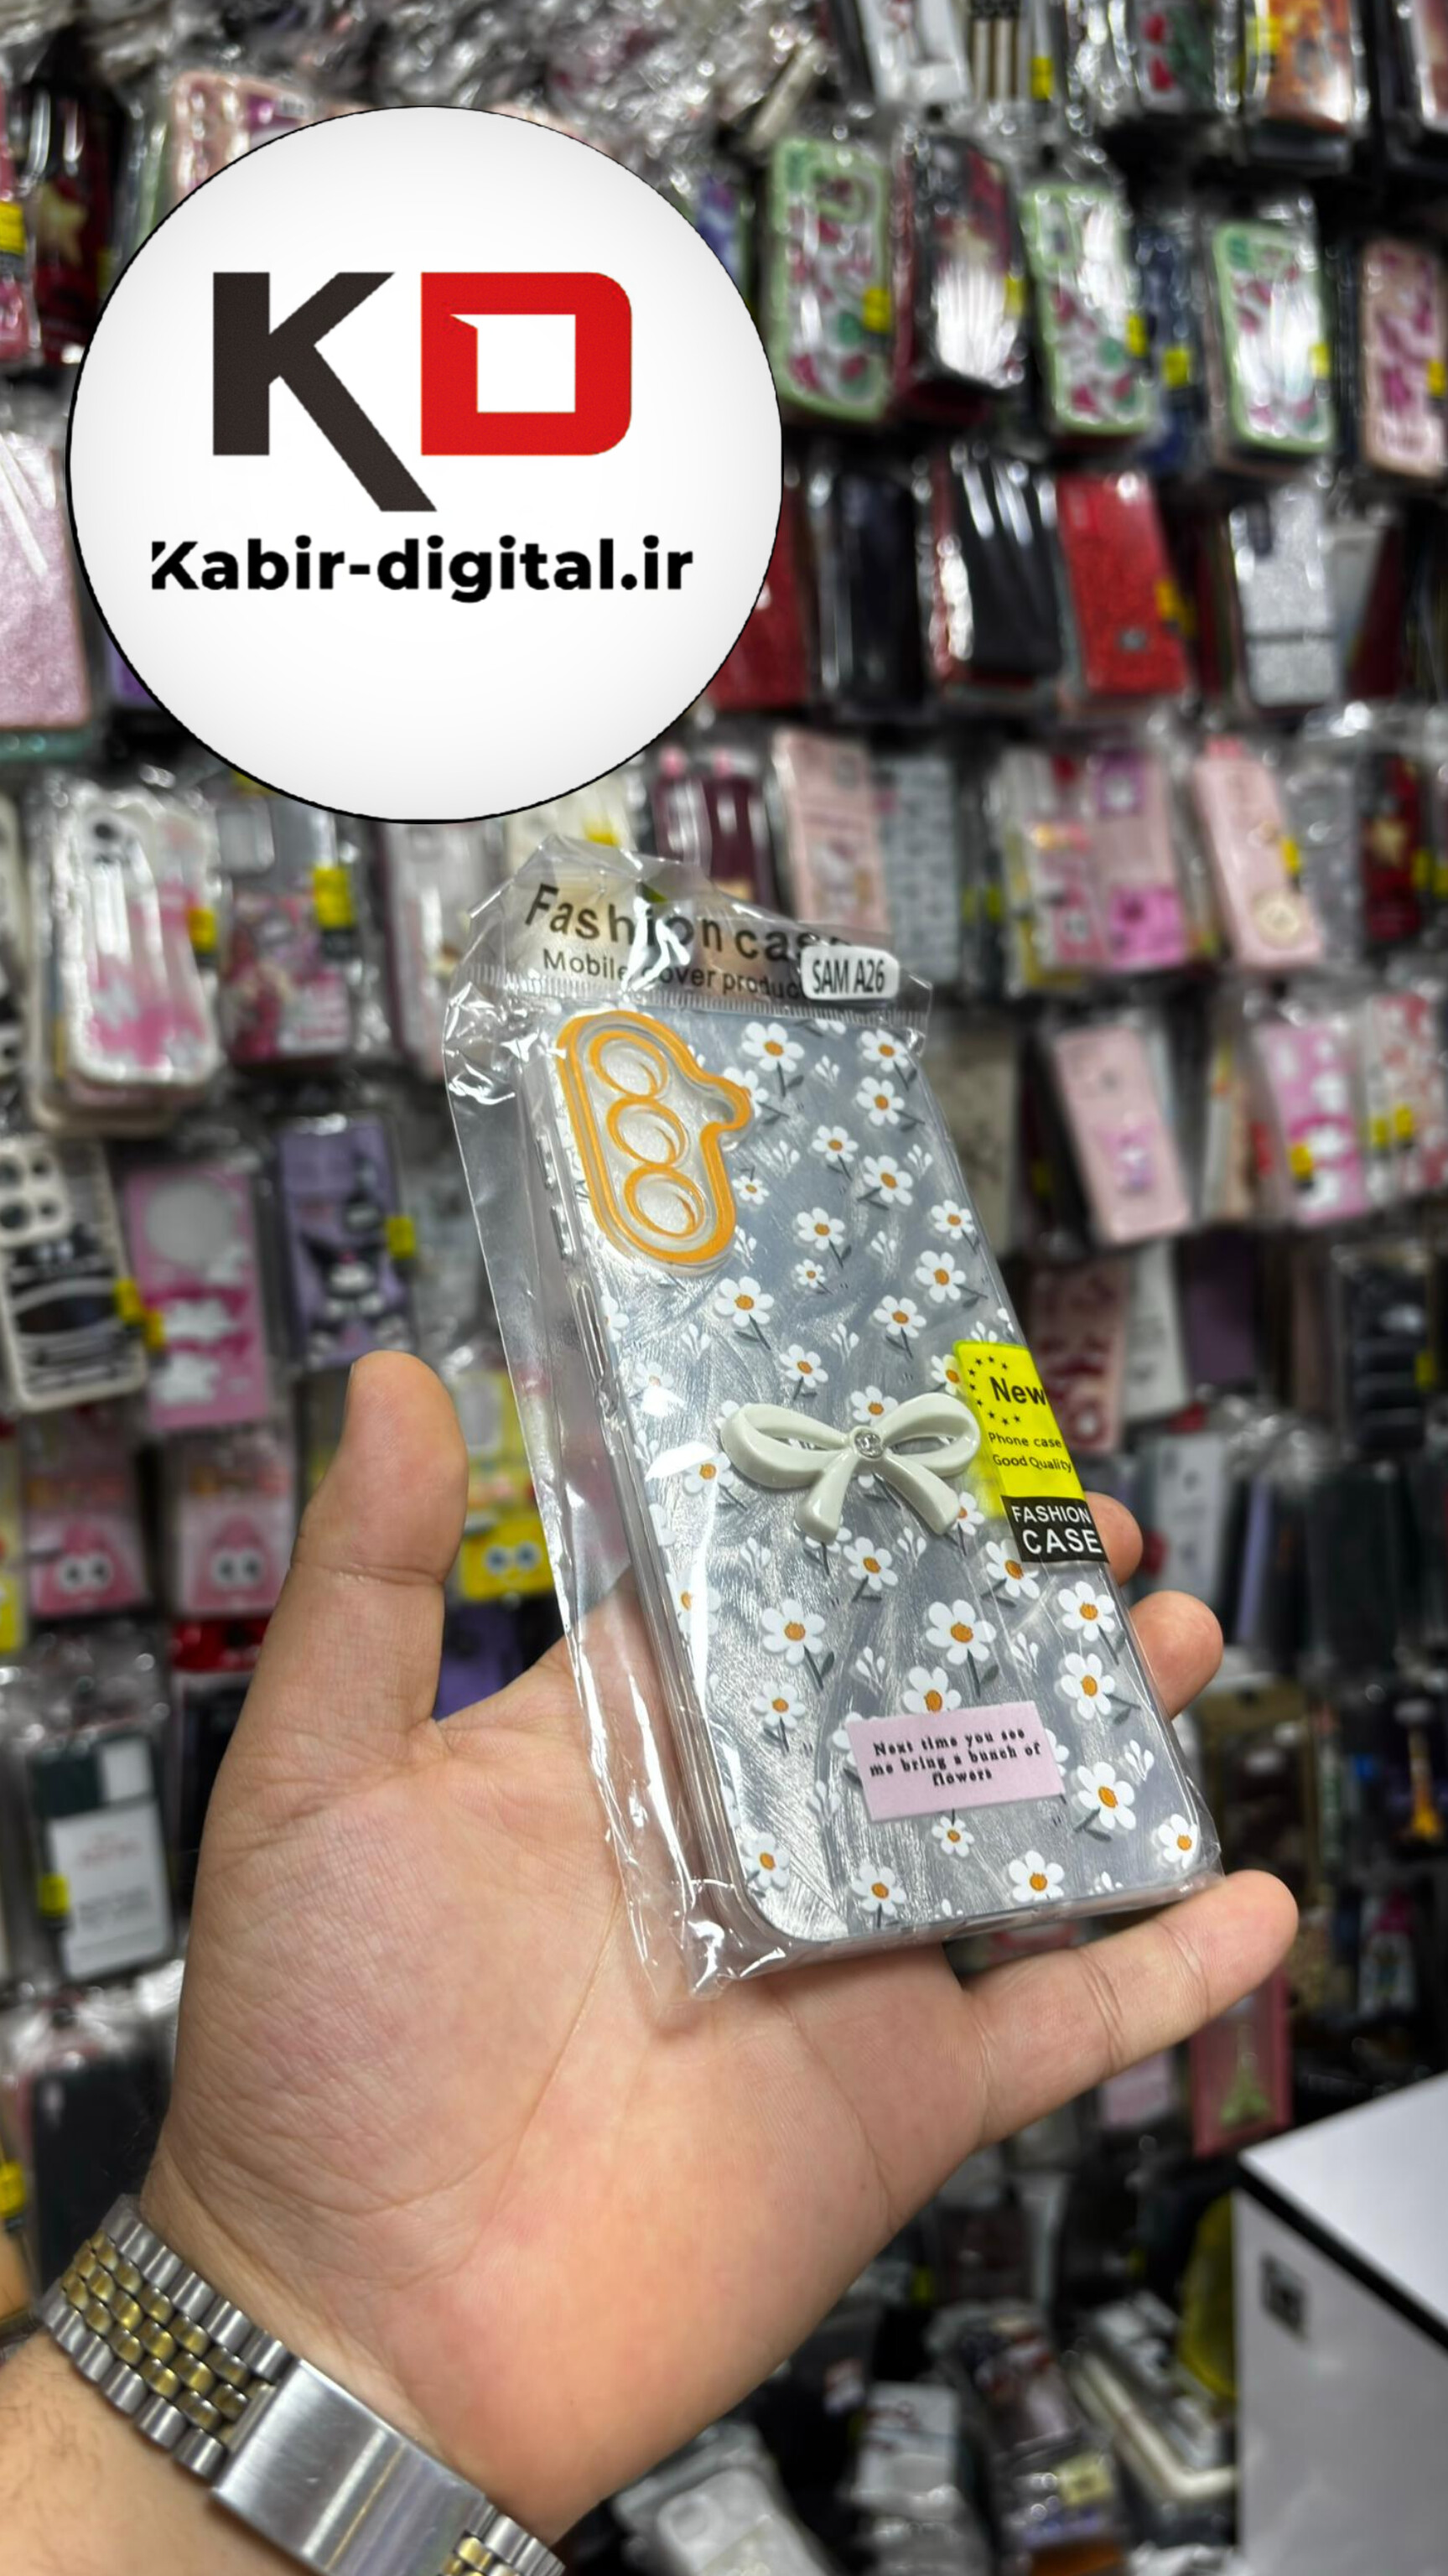 KD
Kabir-digital.ir
Fashion case
Mobile cover produc
SAM A26
New
Phone case
Good Quality
FASHION
CASE
Next time you see
me bring a bunch of
flowers